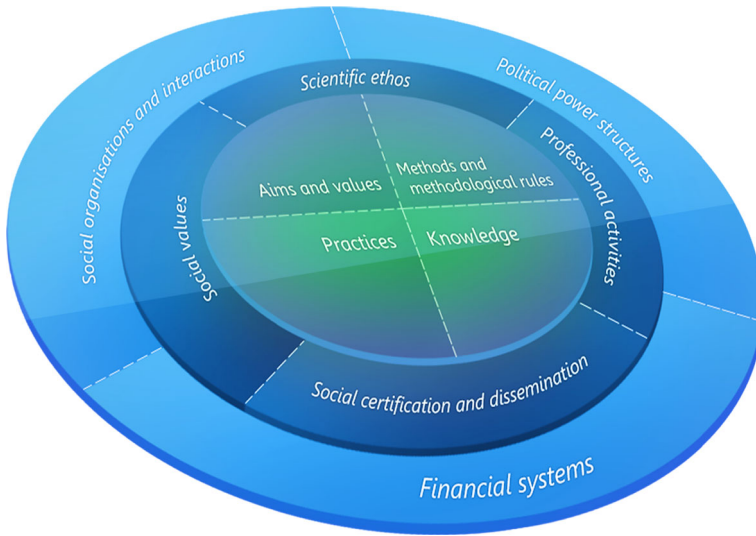 Social organisations and interactions
Political power structures
Scientific ethos
Professional activities
Social values
Aims and values
Methods and
methodological rules
Practices
Knowledge
Social certification and dissemination
Financial systems